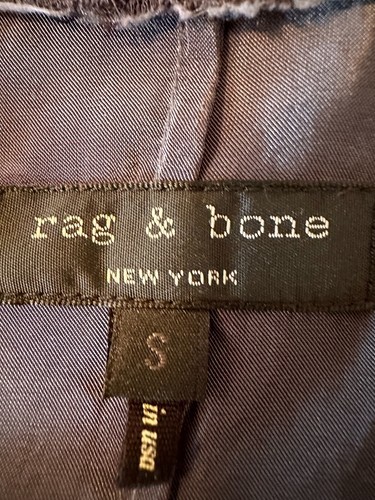 rag & bone
NEW YORK
S
in usa